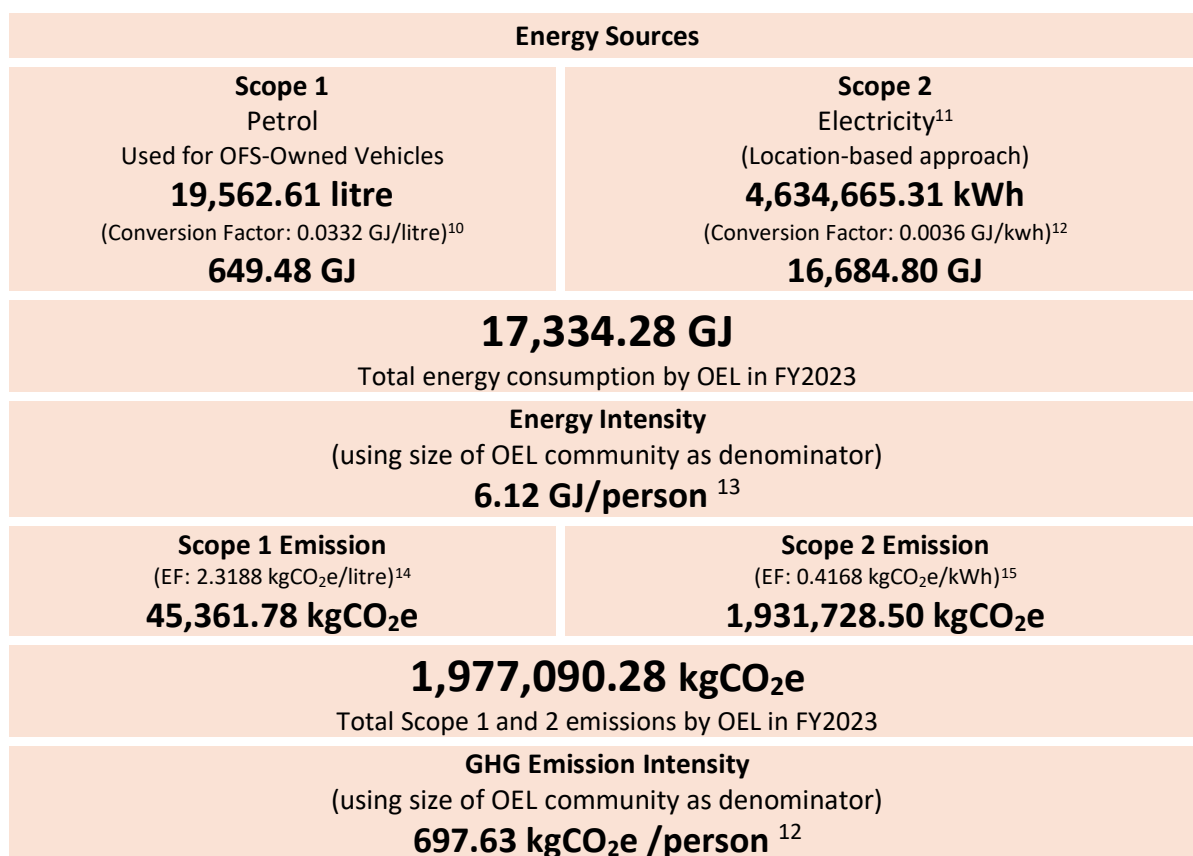 Energy Sources
Scope 1
Petrol
Used for OFS-Owned Vehicles
19,562.61 litre
(Conversion Factor: 0.0332 GJ/litre)¹⁰
649.48 GJ
Scope 2
Electricity¹¹
(Location-based approach)
4,634,665.31 kWh
(Conversion Factor: 0.0036 GJ/kwh)¹²
16,684.80 GJ
17,334.28 GJ
Total energy consumption by OEL in FY2023
Energy Intensity
(using size of OEL community as denominator)
6.12 GJ/person ¹³
Scope 1 Emission
(EF: 2.3188 kgCO₂e/litre)¹⁴
45,361.78 kgCO₂e
Scope 2 Emission
(EF: 0.4168 kgCO₂e/kWh)¹⁵
1,931,728.50 kgCO₂e
1,977,090.28 kgCO₂e
Total Scope 1 and 2 emissions by OEL in FY2023
GHG Emission Intensity
(using size of OEL community as denominator)
697.63 kgCO₂e /person ¹²